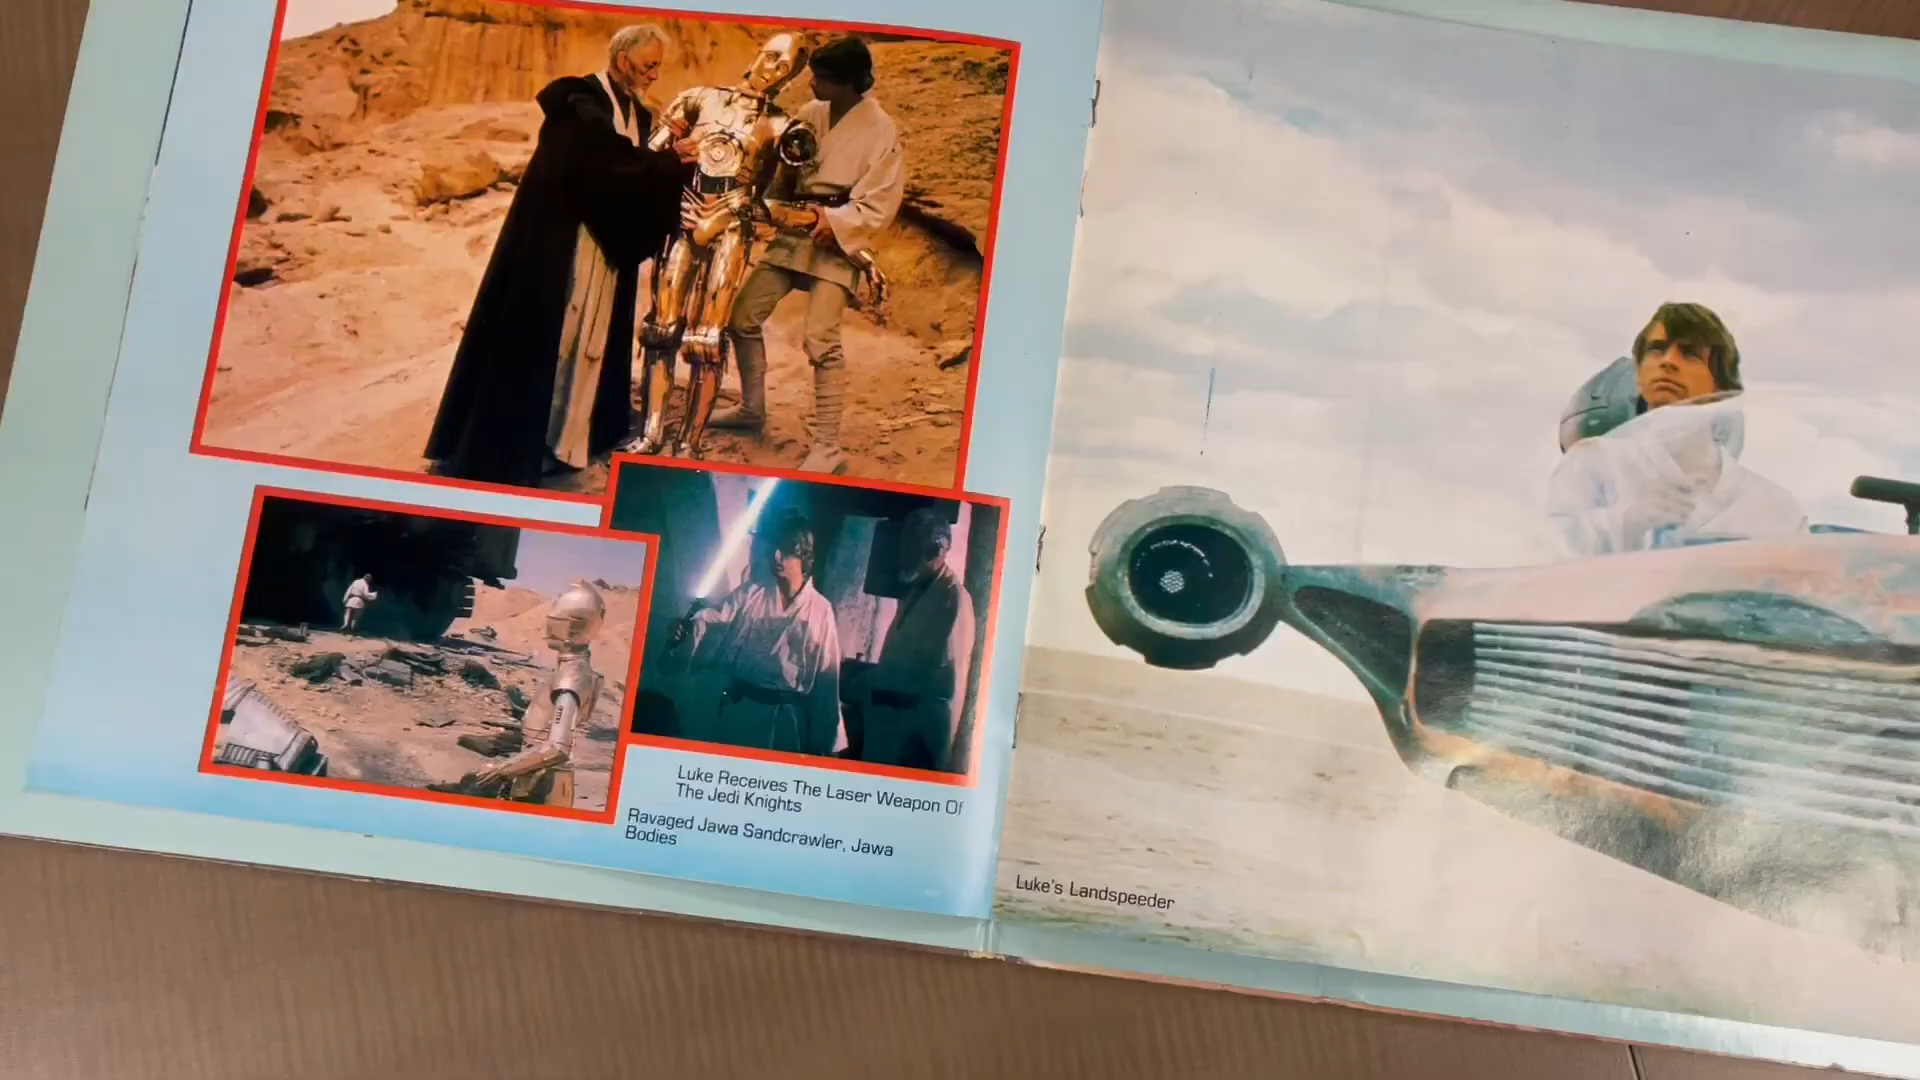 Luke Receives The Laser Weapon Of
The Jedi Knights
Ravaged Jawa Sandcrawler, Jawa
Bodies
Luke's Landspeeder